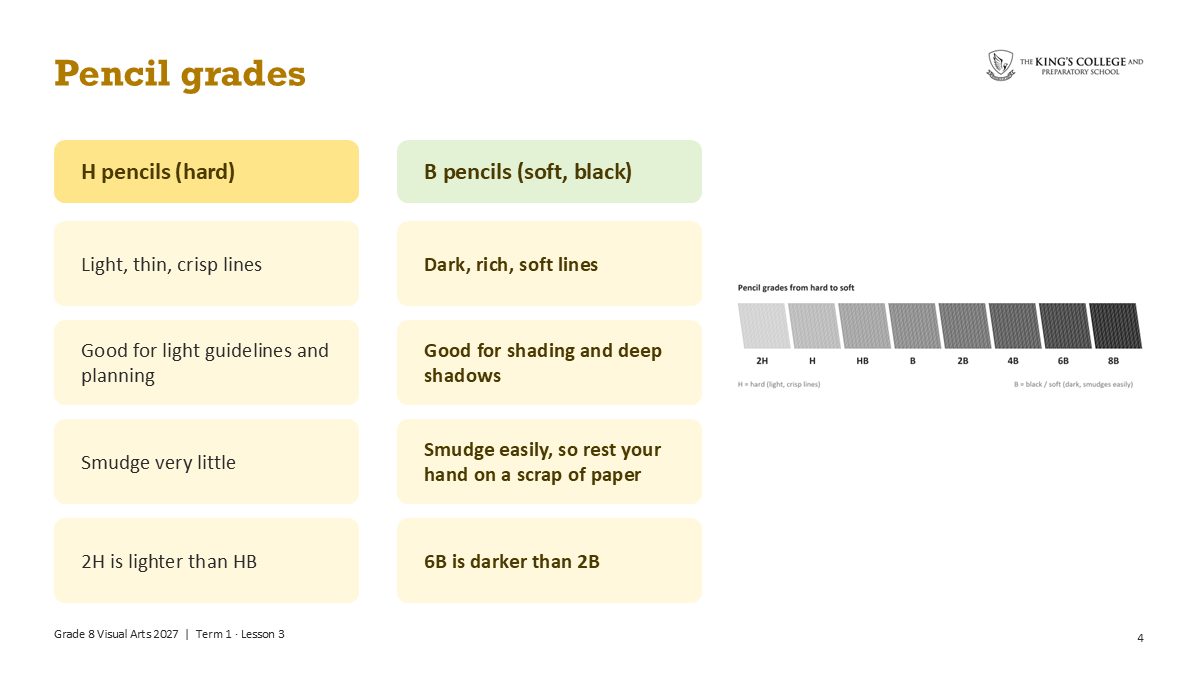 Pencil grades
THE KING'S COLLEGE AND
PREPARATORY SCHOOL
H pencils (hard)
B pencils (soft, black)
Light, thin, crisp lines
Dark, rich, soft lines
Good for light guidelines and
planning
Good for shading and deep
shadows
Smudge very little
Smudge easily, so rest your
hand on a scrap of paper
2H is lighter than HB
6B is darker than 2B
Pencil grades from hard to soft
2H H HB B 2B 4B 6B 8B
H = hard (light, crisp lines)
B = black / soft (dark, smudges easily)
Grade 8 Visual Arts 2027 | Term 1 · Lesson 3
4